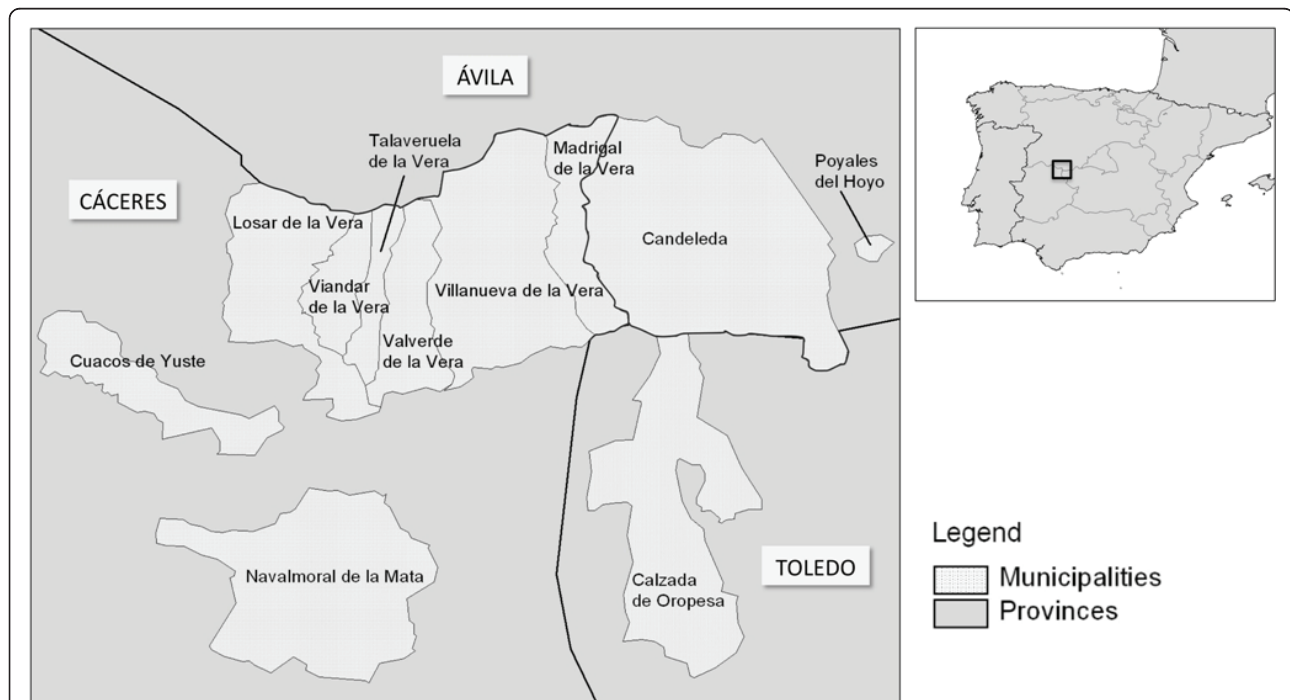 ÁVILA
Talaveruela
de la Vera
Madrigal
de la Vera
Poyales
del Hoyo
CÁCERES
Losar de la Vera
Candeleda
Viandar
de la Vera
Villanueva de la Vera
Valverde
de la Vera
Cuacos de Yuste
Navalmoral de la Mata
Calzada
de Oropesa
TOLEDO
Legend
Municipalities
Provinces